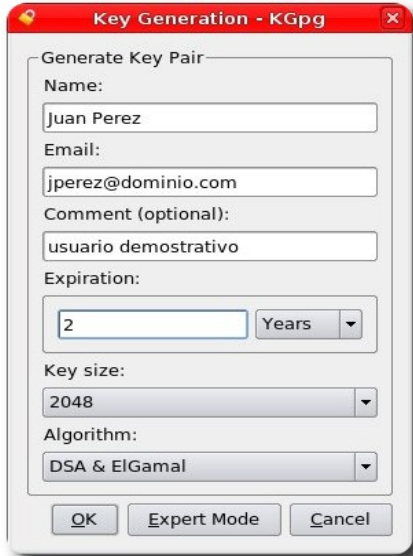 Key Generation - KGpg
Generate Key Pair
Name:
Juan Perez
Email:
jperez@dominio.com
Comment (optional):
usuario demostrativo
Expiration:
2 Years
Key size:
2048
Algorithm:
DSA & ElGamal
OK Expert Mode Cancel